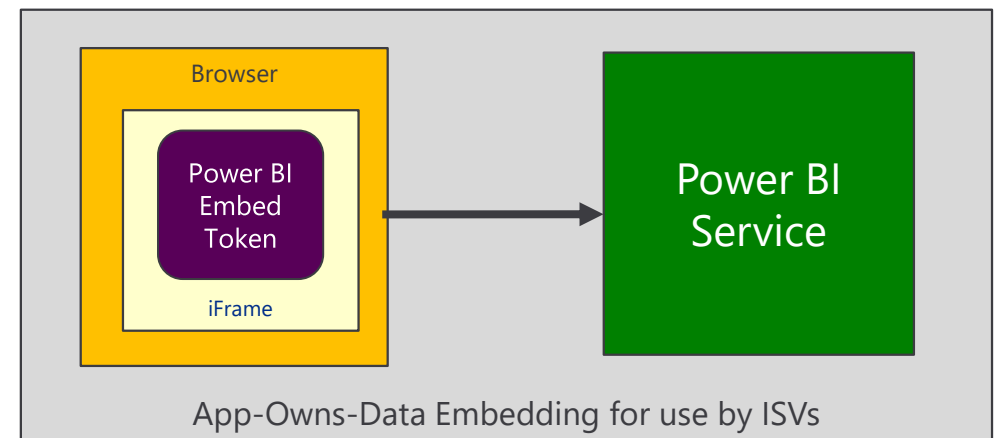 Browser
Power BI
Embed
Token
iFrame
Power BI
Service
App-Owns-Data Embedding for use by ISVs